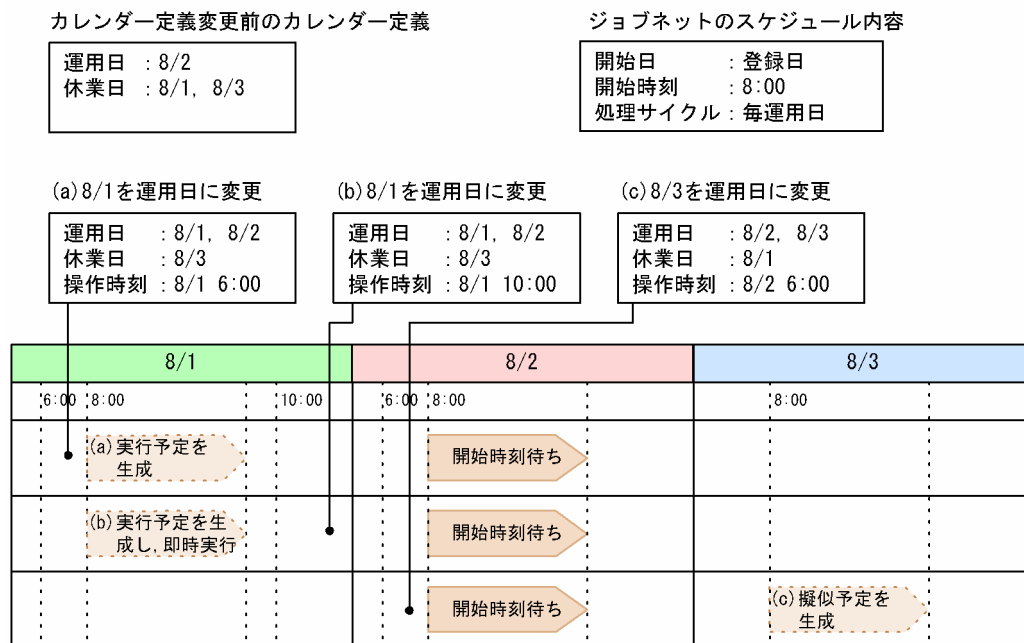 カレンダー定義変更前のカレンダー定義
運用日 :8/2
休業日 :8/1, 8/3
ジョブネットのスケジュール内容
開始日 :登録日
開始時刻 :8:00
処理サイクル:毎運用日
(a)8/1を運用日に変更
運用日 :8/1, 8/2
休業日 :8/3
操作時刻:8/1 6:00
(b)8/1を運用日に変更
運用日 :8/1, 8/2
休業日 :8/3
操作時刻:8/1 10:00
(c)8/3を運用日に変更
運用日 :8/2, 8/3
休業日 :8/1
操作時刻:8/2 6:00
8/1 8/2 8/3
6:00 8:00 10:00 6:00 8:00 8:00
(a)実行予定を
生成
開始時刻待ち
(b)実行予定を生
成し,即時実行
開始時刻待ち
開始時刻待ち
(c)擬似予定を
生成